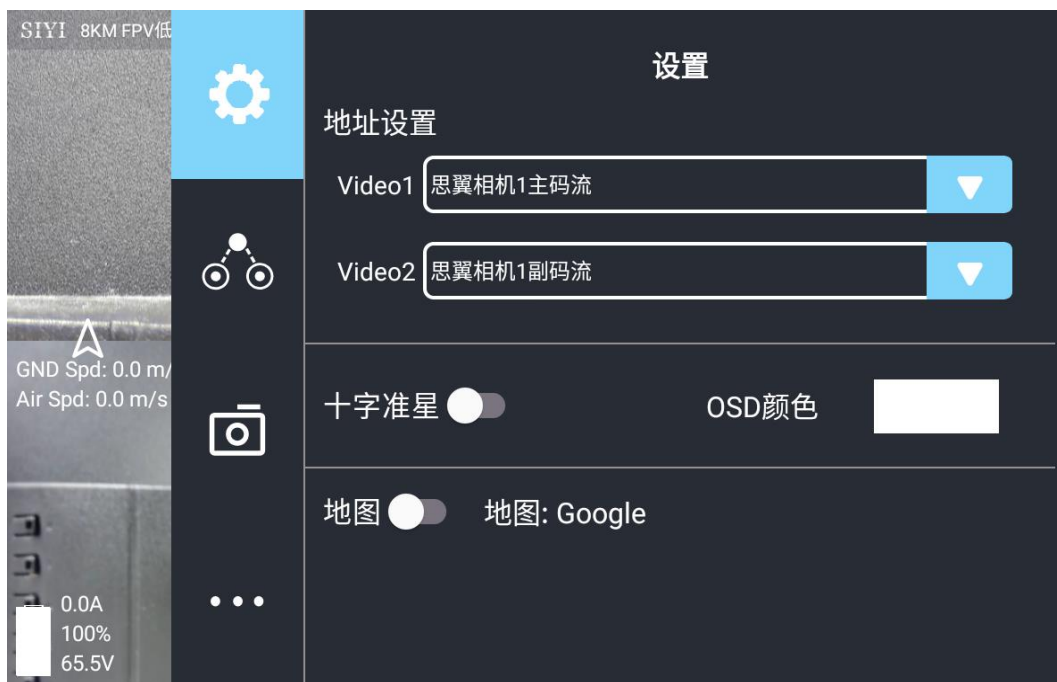 SIYI 8KM FPV低
设置
地址设置
Video1 思翼相机1主码流
Video2 思翼相机1副码流
GND Spd: 0.0 m/
Air Spd: 0.0 m/s
十字准星 OSD颜色
地图 地图: Google
0.0A
100%
65.5V